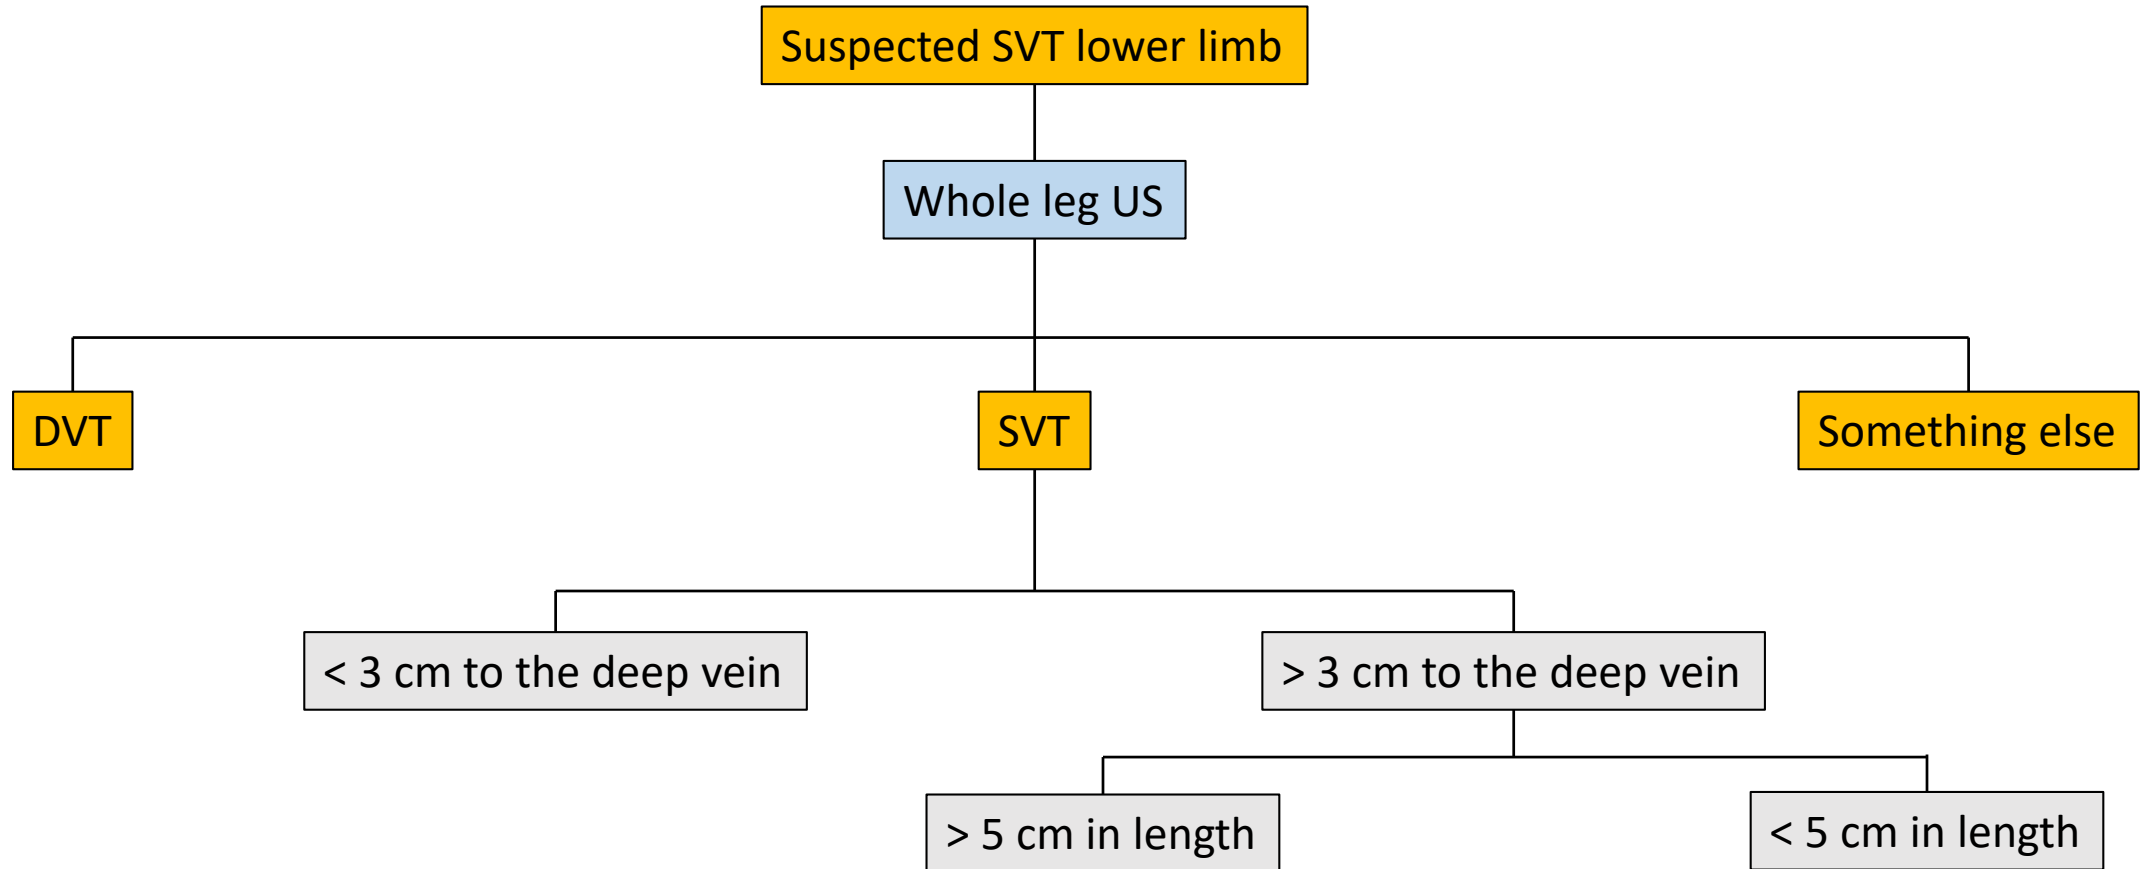 Suspected SVT lower limb
Whole leg US
DVT
SVT
Something else
< 3 cm to the deep vein
> 3 cm to the deep vein
> 5 cm in length
< 5 cm in length